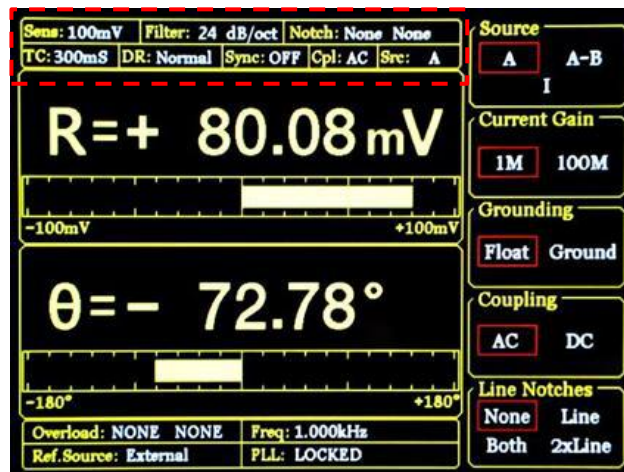 Sens: 100mV Filter: 24 dB/oct Notch: None None
TC: 300mS DR: Normal Sync: OFF Cpl: AC Src: A
R=+ 80.08 mV
-100mV +100mV
θ=- 72.78°
-180° +180°
Overload: NONE NONE Freq: 1.000kHz
Ref.Source: External PLL: LOCKED
Source
A A-B
I
Current Gain
1M 100M
Grounding
Float Ground
Coupling
AC DC
Line Notches
None Line
Both 2xLine